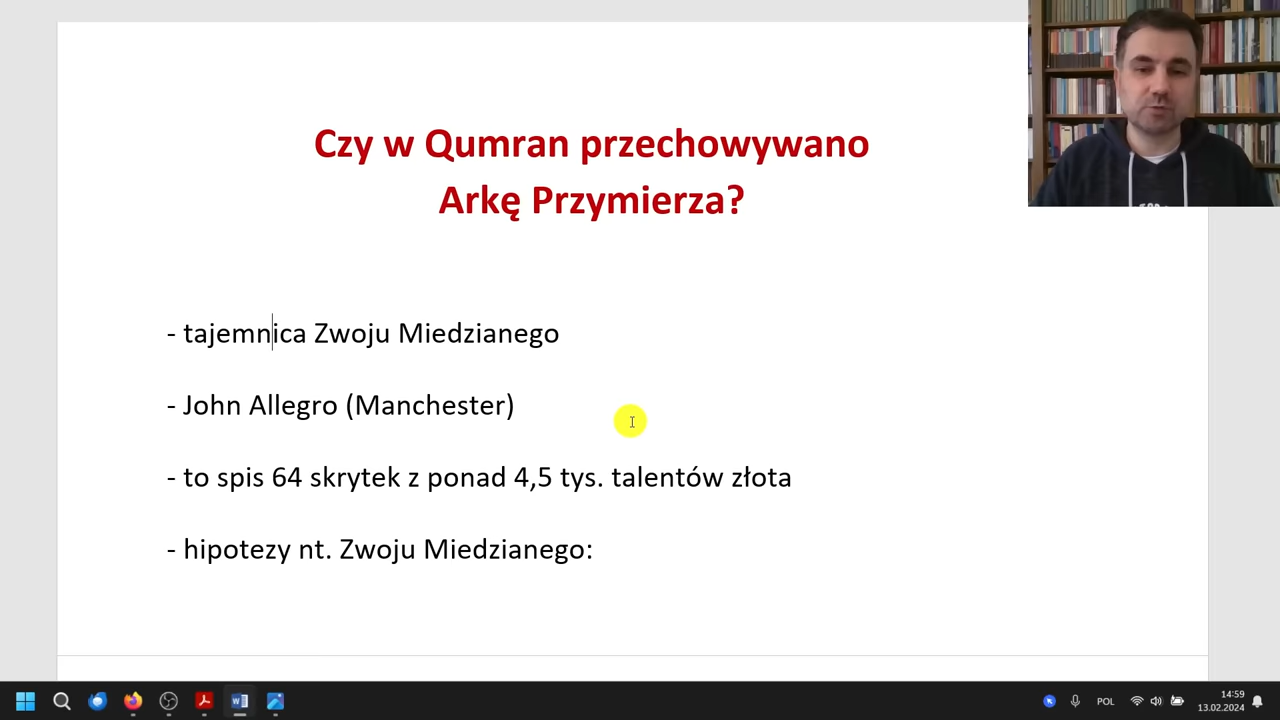 Czy w Qumran przechowywano
Arkę Przymierza?
- tajemnica Zwoju Miedzianego
- John Allegro (Manchester)
- to spis 64 skrytek z ponad 4,5 tys. talentów złota
- hipotezy nt. Zwoju Miedzianego:
POL
14:59
13.02.2024